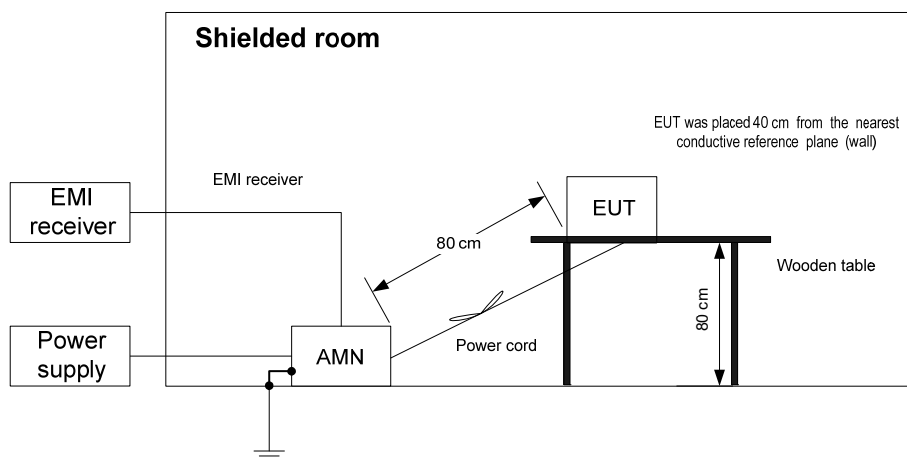 Shielded room
EUT was placed 40 cm from the nearest
conductive reference plane (wall)
EMI receiver
EMI
receiver
EUT
80 cm
Wooden table
80 cm
Power
supply
AMN
Power cord